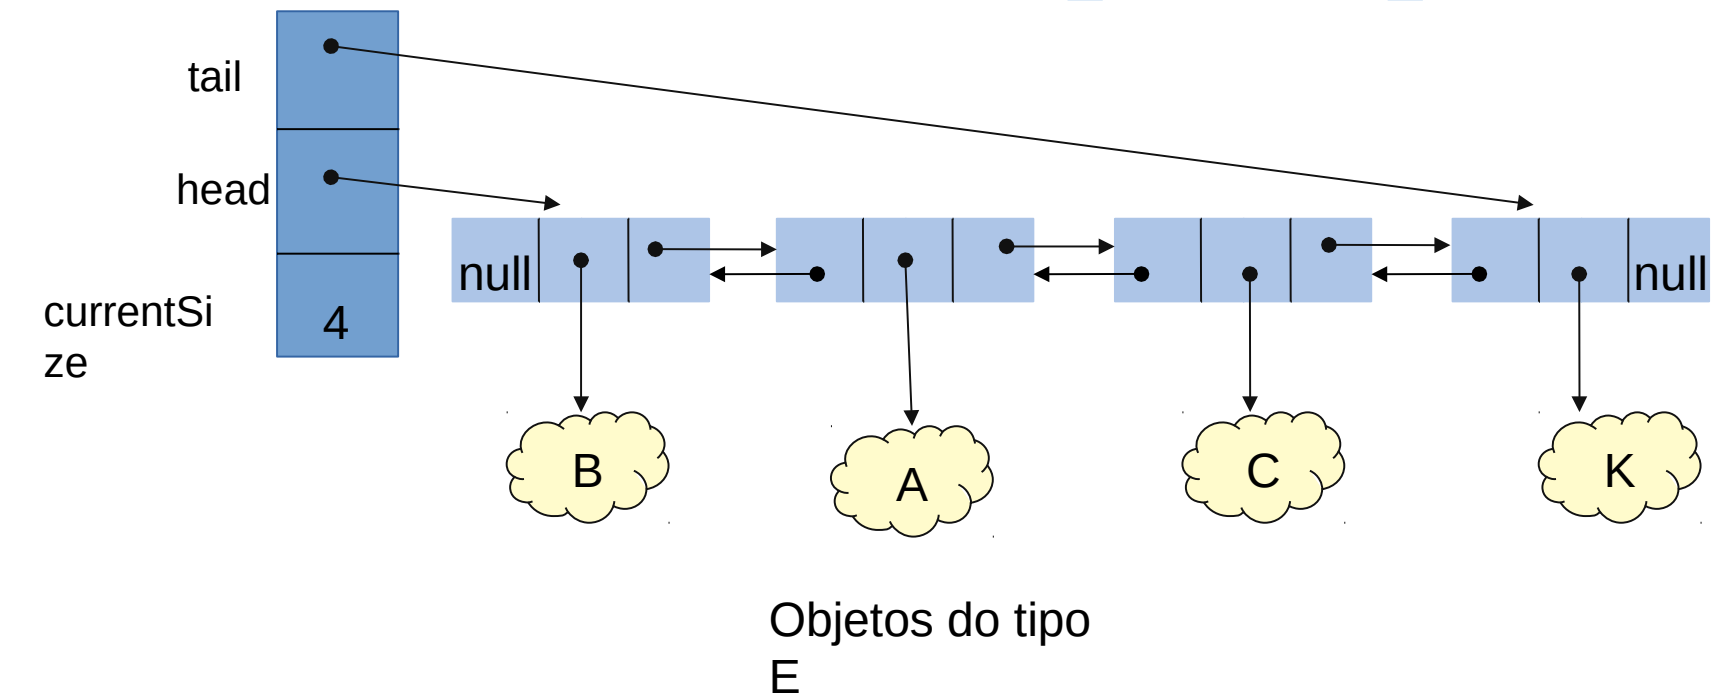 tail
head
null
null
currentSi
ze
4
B
A
C
K
Objetos do tipo
E